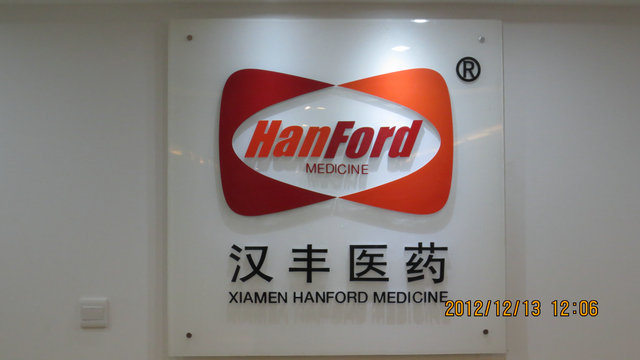 ®
HanFord
MEDICINE
汉丰医药
XIAMEN HANFORD MEDICINE
2012/12/13 12:06